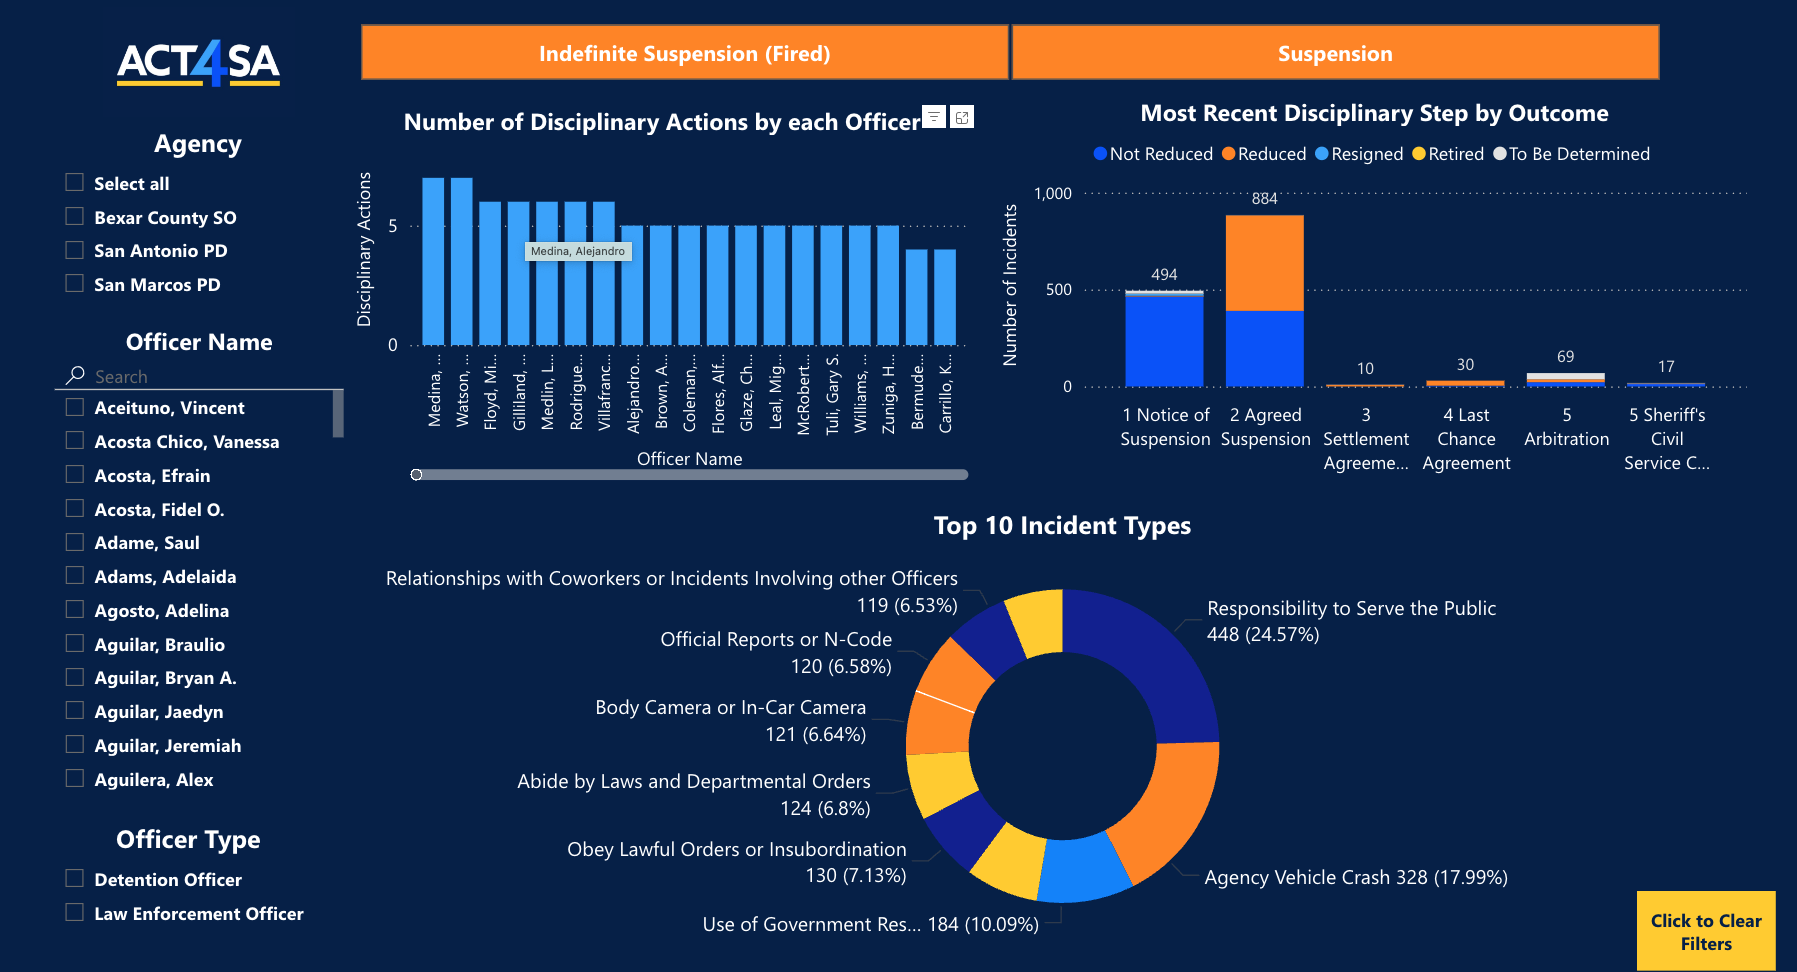 ACT4SA
Indefinite Suspension (Fired)
Suspension
Agency
Select all
Bexar County SO
San Antonio PD
San Marcos PD
Officer Name
Search
Aceituno, Vincent
Acosta Chico, Vanessa
Acosta, Efrain
Acosta, Fidel O.
Adame, Saul
Adams, Adelaida
Agosto, Adelina
Aguilar, Braulio
Aguilar, Bryan A.
Aguilar, Jaedyn
Aguilar, Jeremiah
Aguilera, Alex
Officer Type
Detention Officer
Law Enforcement Officer
Number of Disciplinary Actions by each Officer
Disciplinary Actions
5
0
Medina, Alejandro
Medina, ...
Watson, ...
Floyd, Mi...
Gilliland, ...
Medlin, L...
Rodrigue...
Villafranc...
Alejandro...
Brown, A...
Coleman,...
Flores, Alf...
Glaze, Ch...
Leal, Mig...
McRobert...
Tuli, Gary S.
Williams, ...
Zuniga, H...
Bermude...
Carrillo, K...
Officer Name
Most Recent Disciplinary Step by Outcome
Not Reduced Reduced Resigned Retired To Be Determined
Number of Incidents
1,000
500
0
494
884
10
30
69
17
1 Notice of
Suspension
2 Agreed
Suspension
3
Settlement
Agreeme...
4 Last
Chance
Agreement
5
Arbitration
5 Sheriff's
Civil
Service C...
Top 10 Incident Types
Relationships with Coworkers or Incidents Involving other Officers
119 (6.53%)
Official Reports or N-Code
120 (6.58%)
Body Camera or In-Car Camera
121 (6.64%)
Abide by Laws and Departmental Orders
124 (6.8%)
Obey Lawful Orders or Insubordination
130 (7.13%)
Use of Government Res... 184 (10.09%)
Responsibility to Serve the Public
448 (24.57%)
Agency Vehicle Crash 328 (17.99%)
Click to Clear
Filters